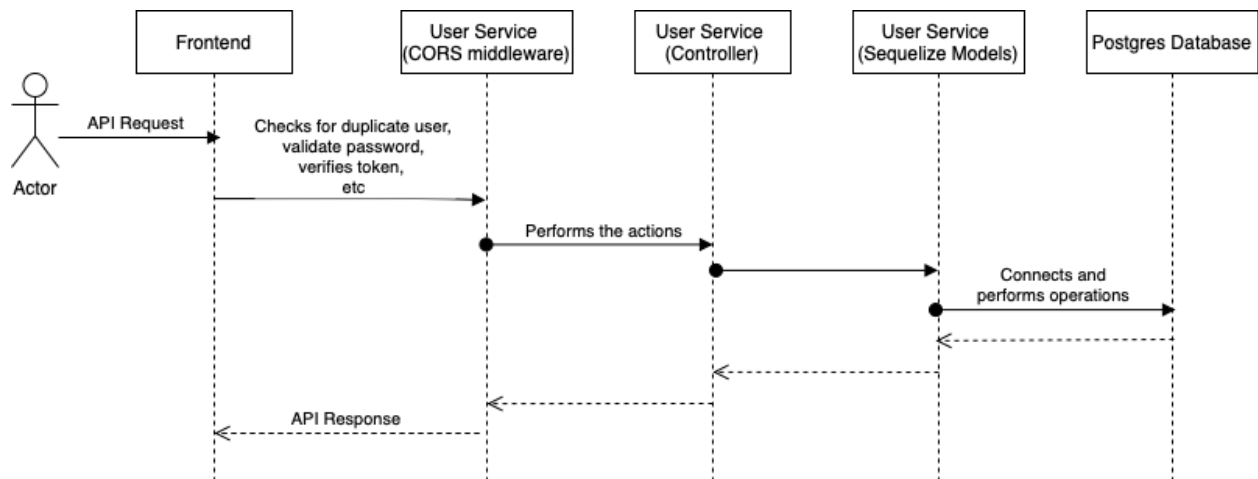 Frontend
User Service
(CORS middleware)
User Service
(Controller)
User Service
(Sequelize Models)
Postgres Database
API Request
Actor
Checks for duplicate user,
validate password,
verifies token,
etc
Performs the actions
Connects and
performs operations
API Response